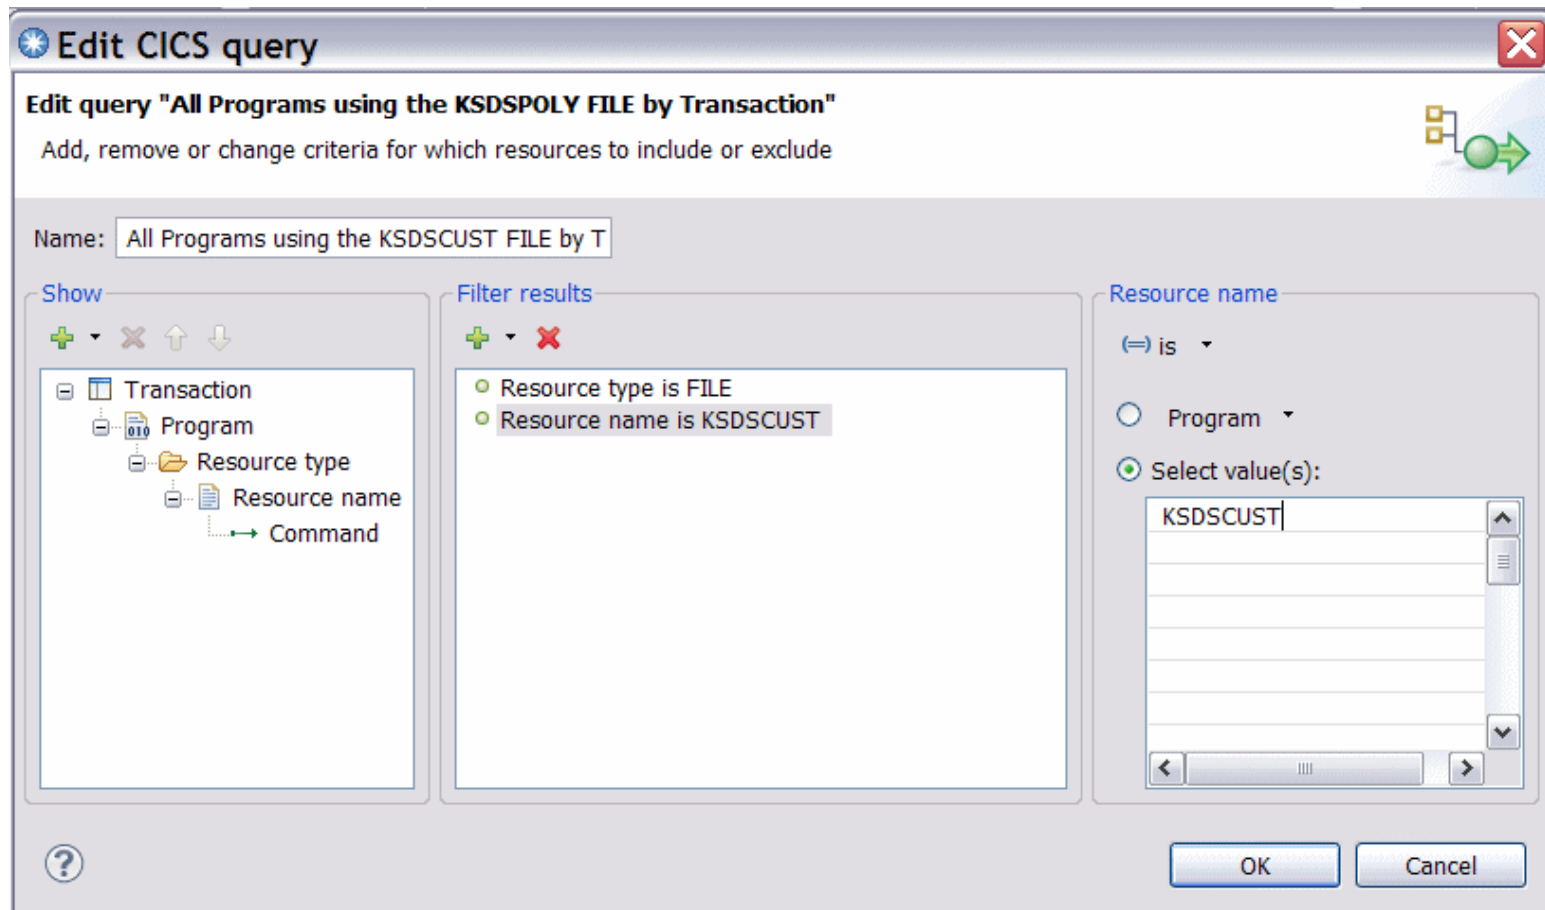 Edit CICS query
Edit query "All Programs using the KSDSPOLY FILE by Transaction"
Add, remove or change criteria for which resources to include or exclude
Name: All Programs using the KSDSCUST FILE by T
Show
Transaction
Program
Resource type
Resource name
Command
Filter results
Resource type is FILE
Resource name is KSDSCUST
Resource name
(=) is
Program
Select value(s):
KSDSCUST
? OK Cancel